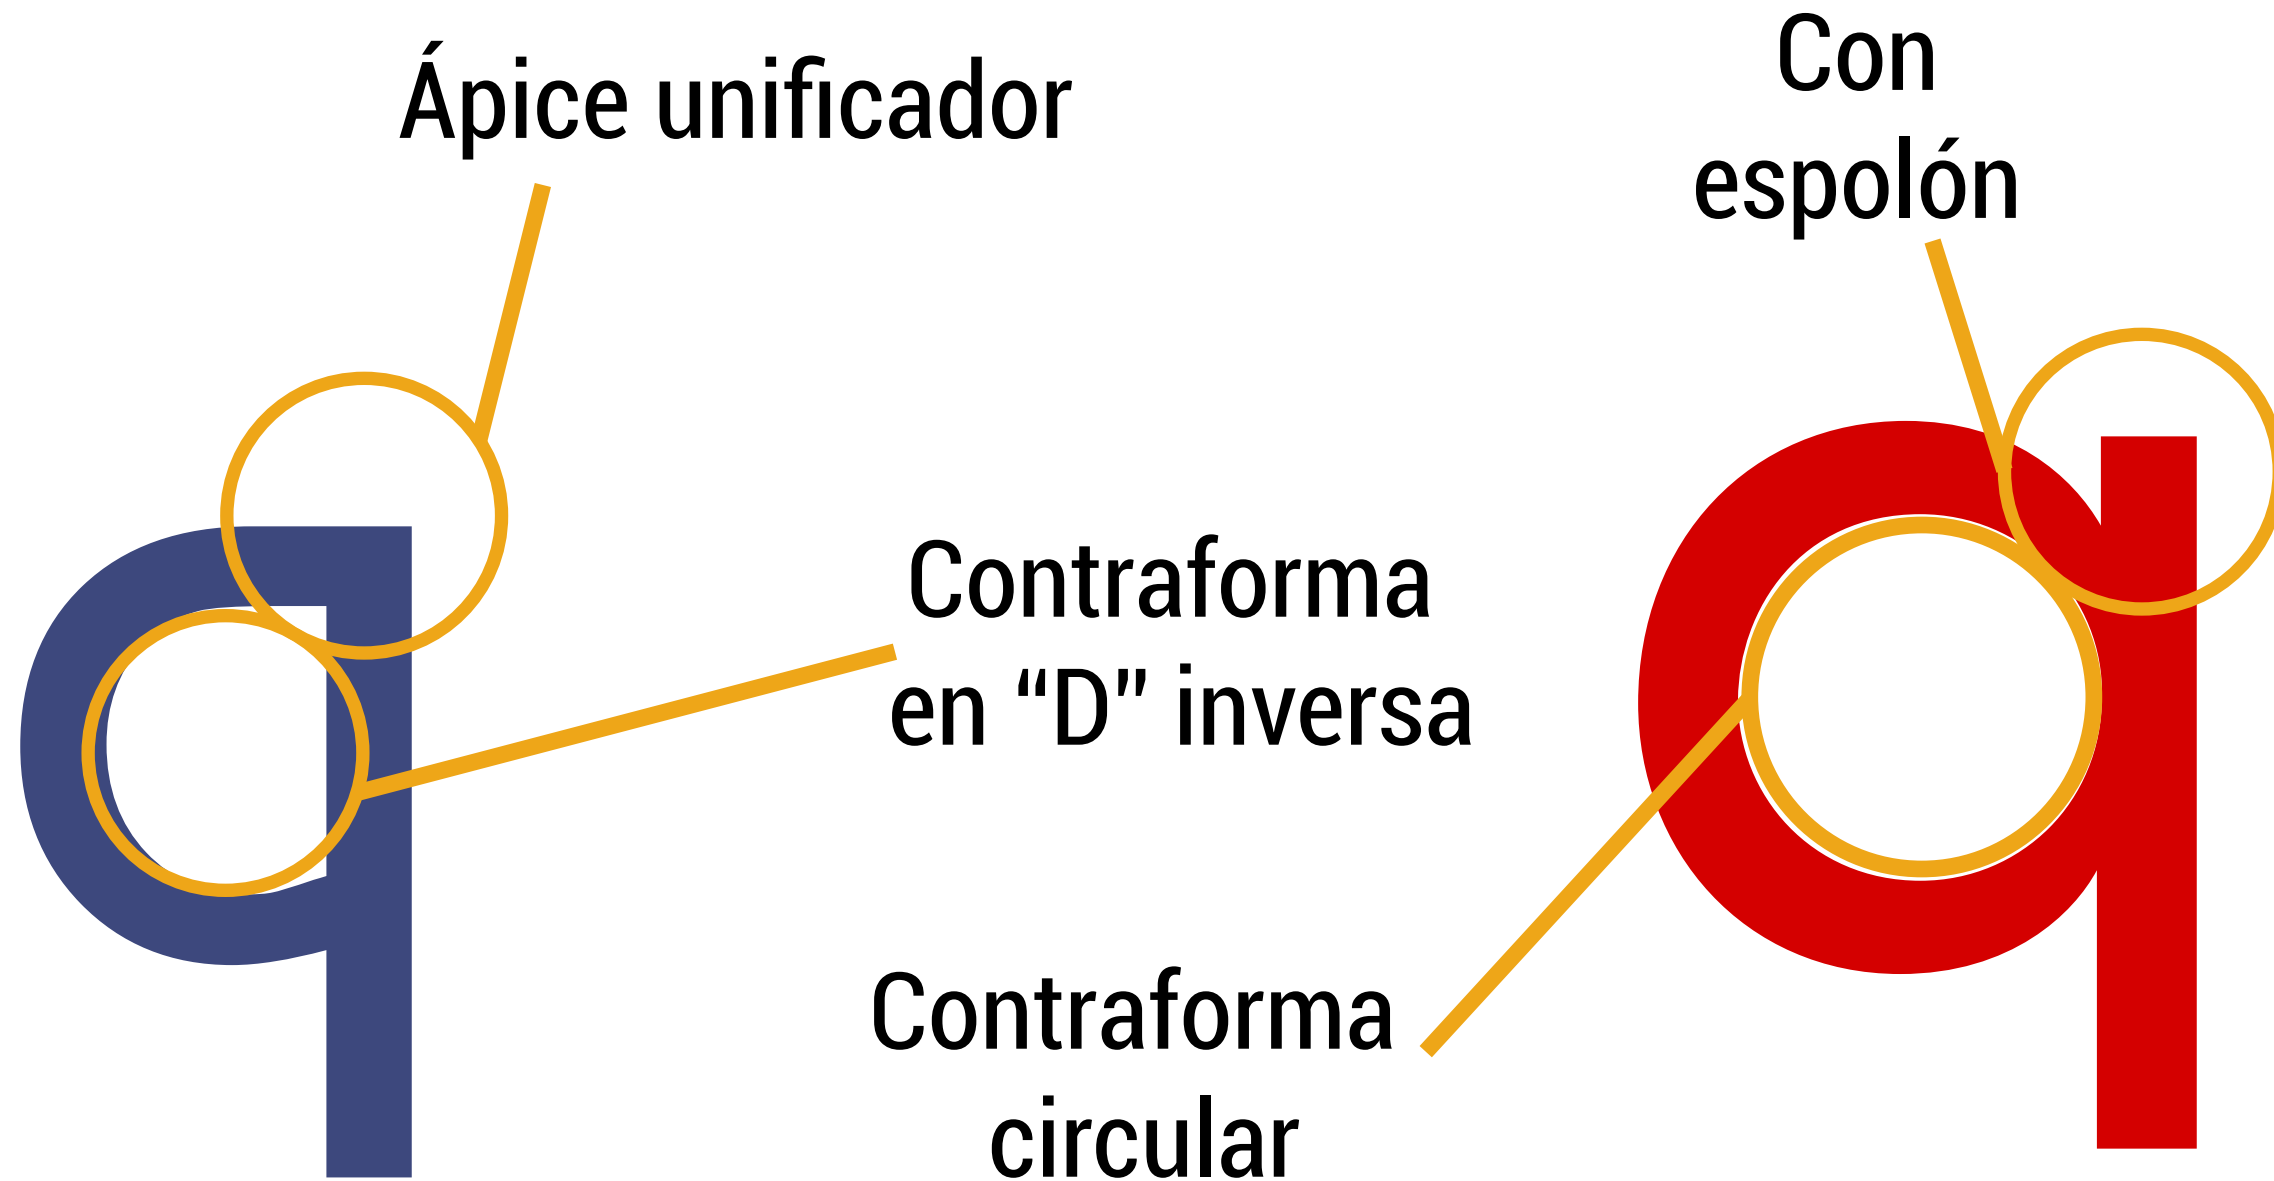 Ápice unificador
Con
espolón
Contraforma
en “D” inversa
Contraforma
circular
q
q